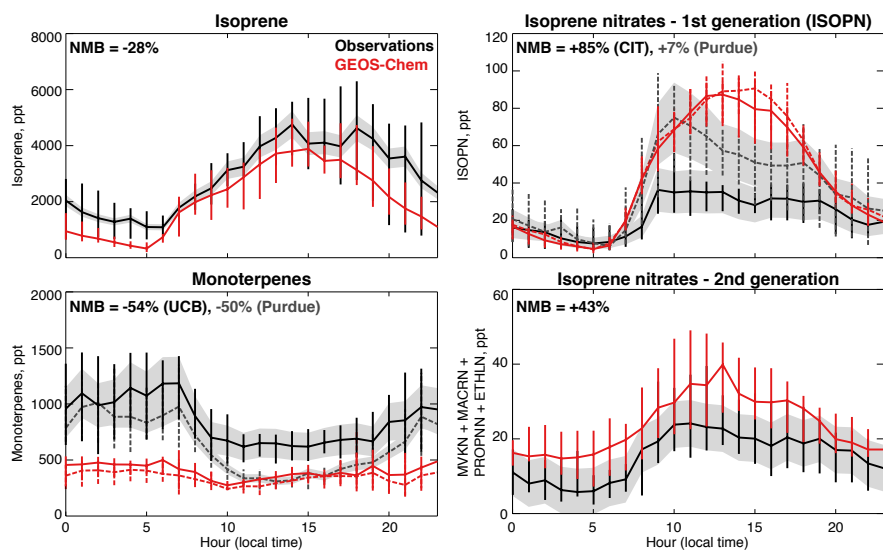 Isoprene
NMB = -28%
Observations
GEOS-Chem
Isoprene, ppt
8000
6000
4000
2000
0
Isoprene nitrates - 1st generation (ISOPN)
NMB = +85% (CIT), +7% (Purdue)
ISOPN, ppt
120
100
80
60
40
20
0
Monoterpenes
NMB = -54% (UCB), -50% (Purdue)
Monoterpenes, ppt
2000
1500
1000
500
0
0 5 10 15 20
Hour (local time)
Isoprene nitrates - 2nd generation
NMB = +43%
MVKN + MACRN +
PROPNN + ETHLN, ppt
60
40
20
0
0 5 10 15 20
Hour (local time)